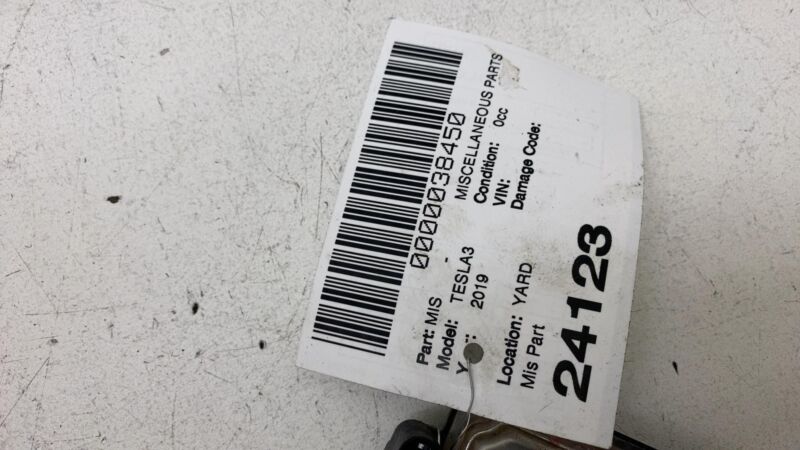 0000038450
Part: MIS - MISCELLANEOUS PARTS
Model: TESLA3 Condition: 0cc
2019 VIN:
Damage Code:
Location: YARD
Mis Part
24123